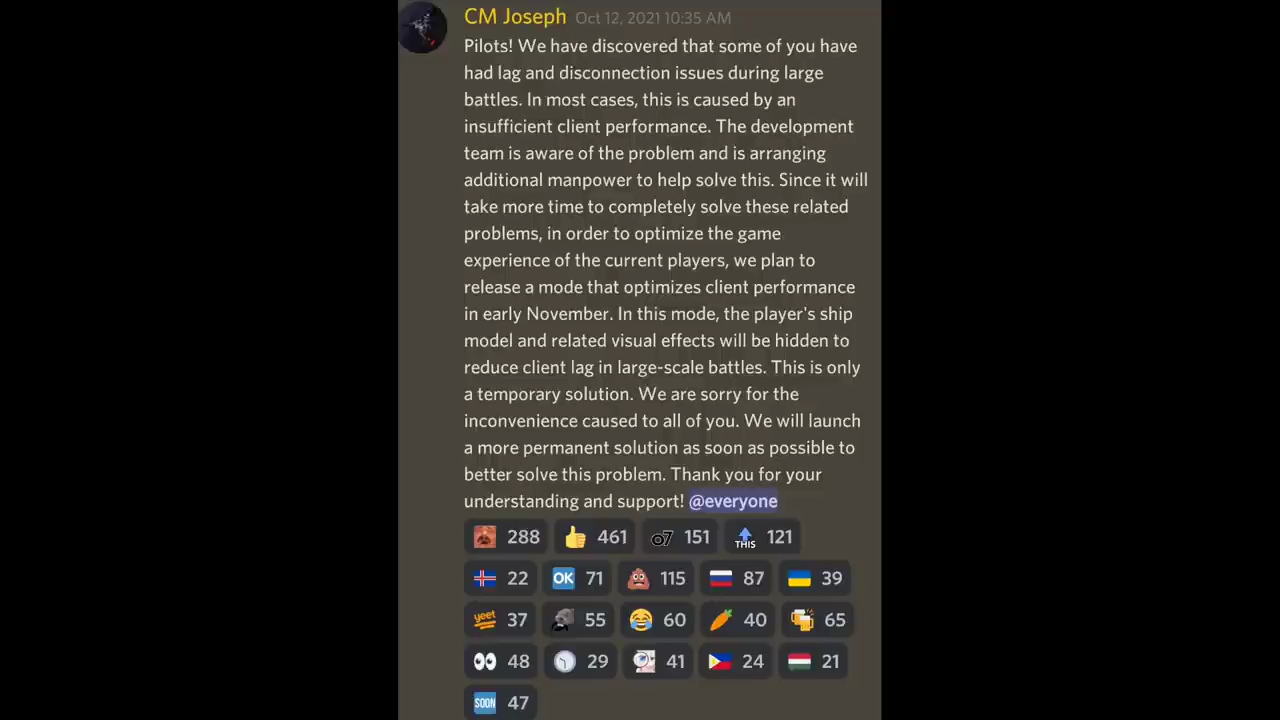 CM Joseph Oct 12, 2021 10:35 AM
Pilots! We have discovered that some of you have
had lag and disconnection issues during large
battles. In most cases, this is caused by an
insufficient client performance. The development
team is aware of the problem and is arranging
additional manpower to help solve this. Since it will
take more time to completely solve these related
problems, in order to optimize the game
experience of the current players, we plan to
release a mode that optimizes client performance
in early November. In this mode, the player's ship
model and related visual effects will be hidden to
reduce client lag in large-scale battles. This is only
a temporary solution. We are sorry for the
inconvenience caused to all of you. We will launch
a more permanent solution as soon as possible to
better solve this problem. Thank you for your
understanding and support! @everyone
288 461 o7 151 THIS 121
22 OK 71 115 87 39
yeet 37 55 60 40 65
48 29 41 24 21
SOON 47